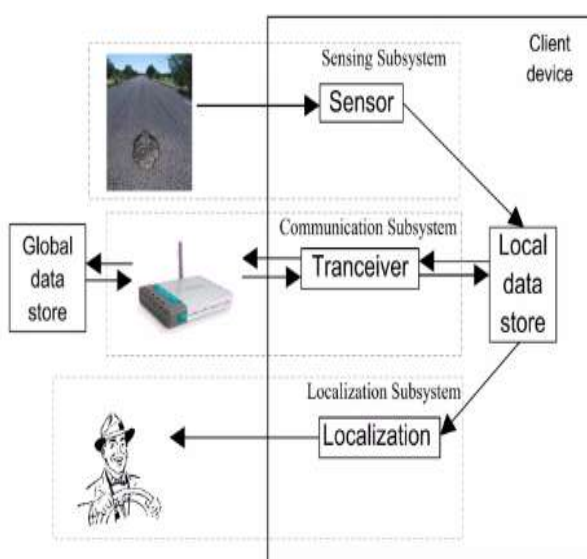 Client
device
Sensing Subsystem
Sensor
Communication Subsystem
Global
data
store
Tranceiver
Local
data
store
Localization Subsystem
Localization